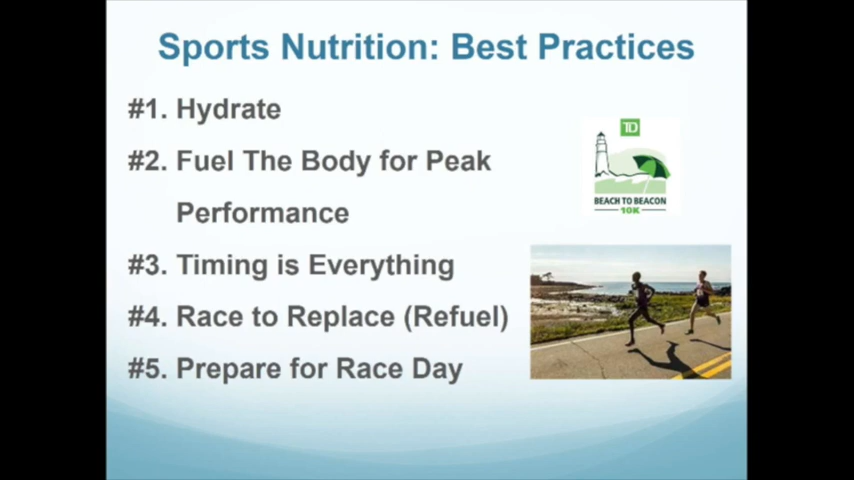 Sports Nutrition: Best Practices
#1. Hydrate
#2. Fuel The Body for Peak
Performance
#3. Timing is Everything
#4. Race to Replace (Refuel)
#5. Prepare for Race Day
TD
BEACH TO BEACON
10K